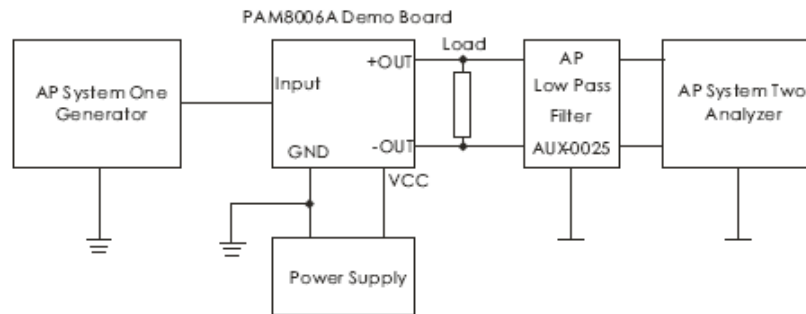 PAM8006A Demo Board
AP System One
Generator
Input
+OUT
-OUT
GND
VCC
Load
AP
Low Pass
Filter
AUX-0025
AP System Two
Analyzer
Power Supply